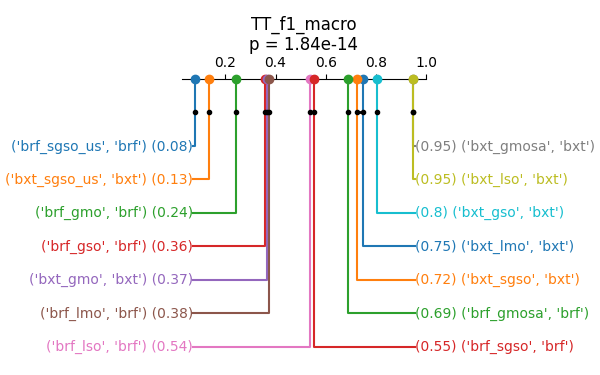 TT_f1_macro
p = 1.84e-14
0.2 0.4 0.6 0.8 1.0
('brf_sgso_us', 'brf') (0.08) (0.95) ('bxt_gmosa', 'bxt')
('bxt_sgso_us', 'bxt') (0.13) (0.95) ('bxt_lso', 'bxt')
('brf_gmo', 'brf') (0.24) (0.8) ('bxt_gso', 'bxt')
('brf_gso', 'brf') (0.36) (0.75) ('bxt_lmo', 'bxt')
('bxt_gmo', 'bxt') (0.37) (0.72) ('bxt_sgso', 'bxt')
('brf_lmo', 'brf') (0.38) (0.69) ('brf_gmosa', 'brf')
('brf_lso', 'brf') (0.54) (0.55) ('brf_sgso', 'brf')